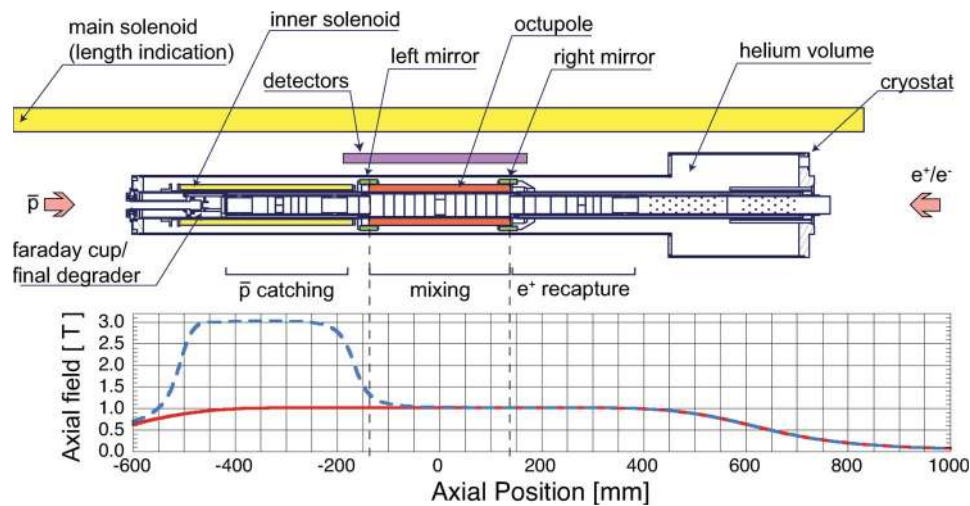 main solenoid
(length indication)
inner solenoid
octupole
left mirror
right mirror
detectors
helium volume
cryostat
p̅
e⁺/e⁻
faraday cup/
final degrader
p̅ catching
mixing
e⁺ recapture
Axial field [ T ]
3.0
2.5
2.0
1.5
1.0
0.5
0.0
-600 -400 -200 0 200 400 600 800 1000
Axial Position [mm]